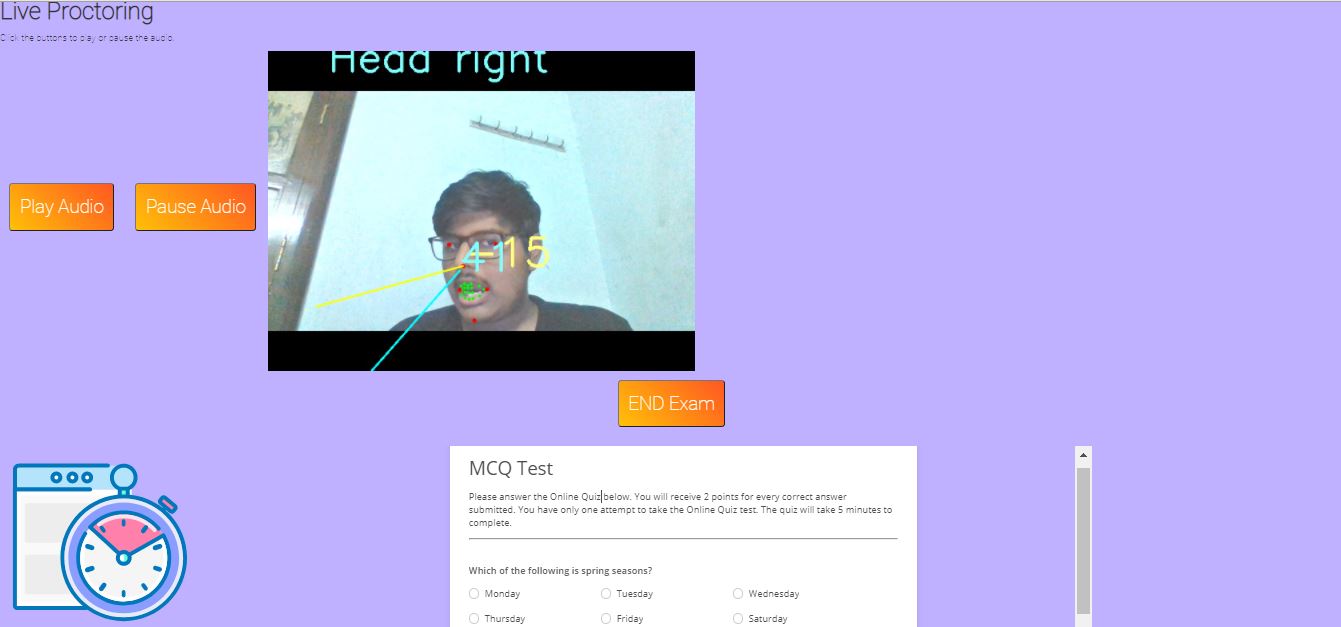 Live Proctoring
Click the buttons to play or pause the audio.
Head right
41
-15
Play Audio
Pause Audio
END Exam
MCQ Test
Please answer the Online Quiz below. You will receive 2 points for every correct answer
submitted. You have only one attempt to take the Online Quiz test. The quiz will take 5 minutes to
complete.
Which of the following is spring seasons?
Monday Tuesday Wednesday
Thursday Friday Saturday